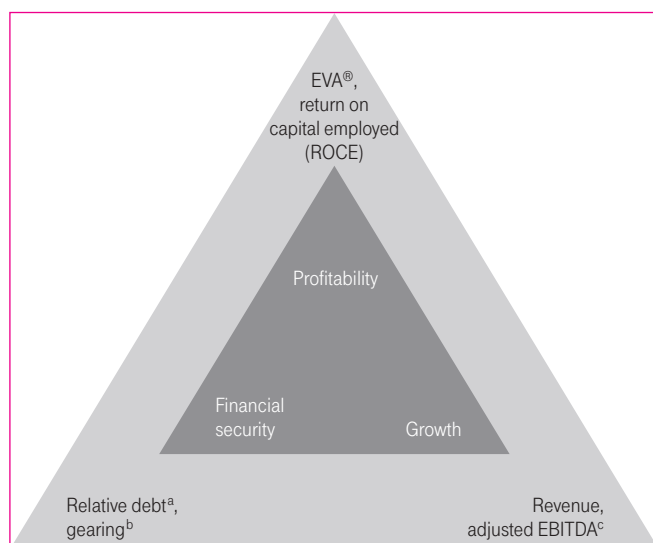 EVA®,
return on
capital employed
(ROCE)
Profitability
Financial
security
Growth
Relative debtᵃ,
gearingᵇ
Revenue,
adjusted EBITDAᶜ